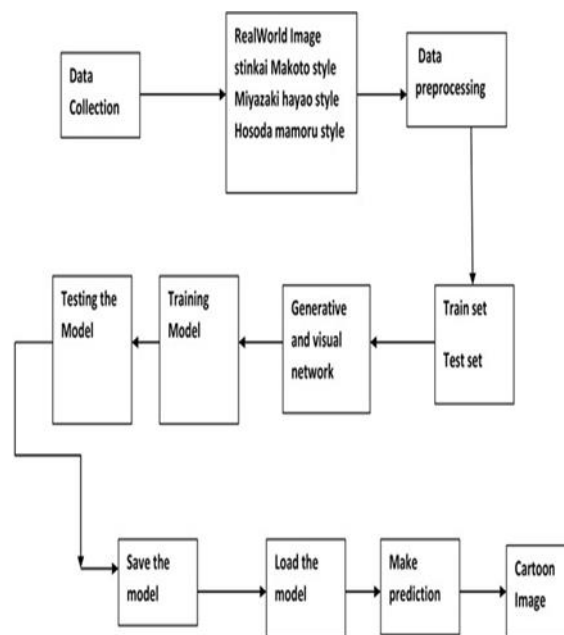 Data
Collection
RealWorld Image
stinkai Makoto style
Miyazaki hayao style
Hosoda mamoru style
Data
preprocessing
Train set
Test set
Generative
and visual
network
Training
Model
Testing the
Model
Save the
model
Load the
model
Make
prediction
Cartoon
Image